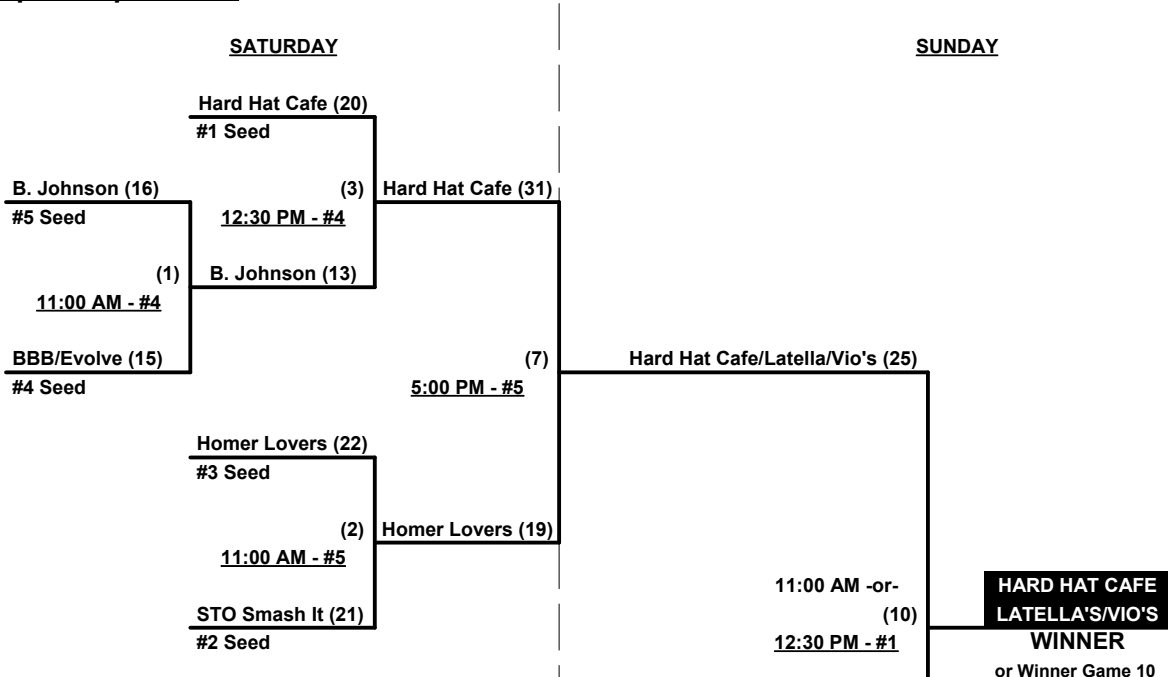 SATURDAY
SUNDAY
Hard Hat Cafe (20)
#1 Seed
B. Johnson (16)
#5 Seed
(3)
12:30 PM - #4
Hard Hat Cafe (31)
(1)
11:00 AM - #4
B. Johnson (13)
BBB/Evolve (15)
#4 Seed
(7)
5:00 PM - #5
Hard Hat Cafe/Latella/Vio's (25)
Homer Lovers (22)
#3 Seed
(2)
11:00 AM - #5
Homer Lovers (19)
STO Smash It (21)
#2 Seed
11:00 AM -or-
(10)
12:30 PM - #1
HARD HAT CAFE
LATELLA'S/VIO'S
WINNER
or Winner Game 10